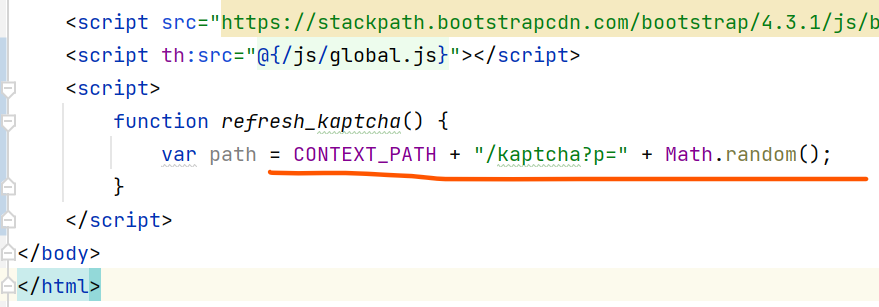 <script src="https://stackpath.bootstrapcdn.com/bootstrap/4.3.1/js/b
<script th:src="@{/js/global.js}"></script>
<script>
function refresh_kaptcha() {
var path = CONTEXT_PATH + "/kaptcha?p=" + Math.random();
}
</script>
</body>
</html>